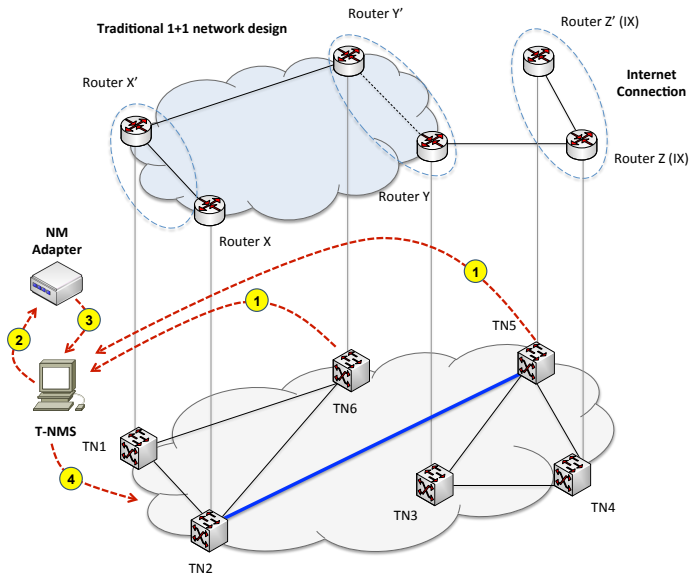 Traditional 1+1 network design
Router Y’
Router Z’ (IX)
Router X’
Internet
Connection
Router Z (IX)
Router Y
Router X
NM
Adapter
1
1
3
2
TN5
TN6
T-NMS
TN1
4
TN3
TN4
TN2